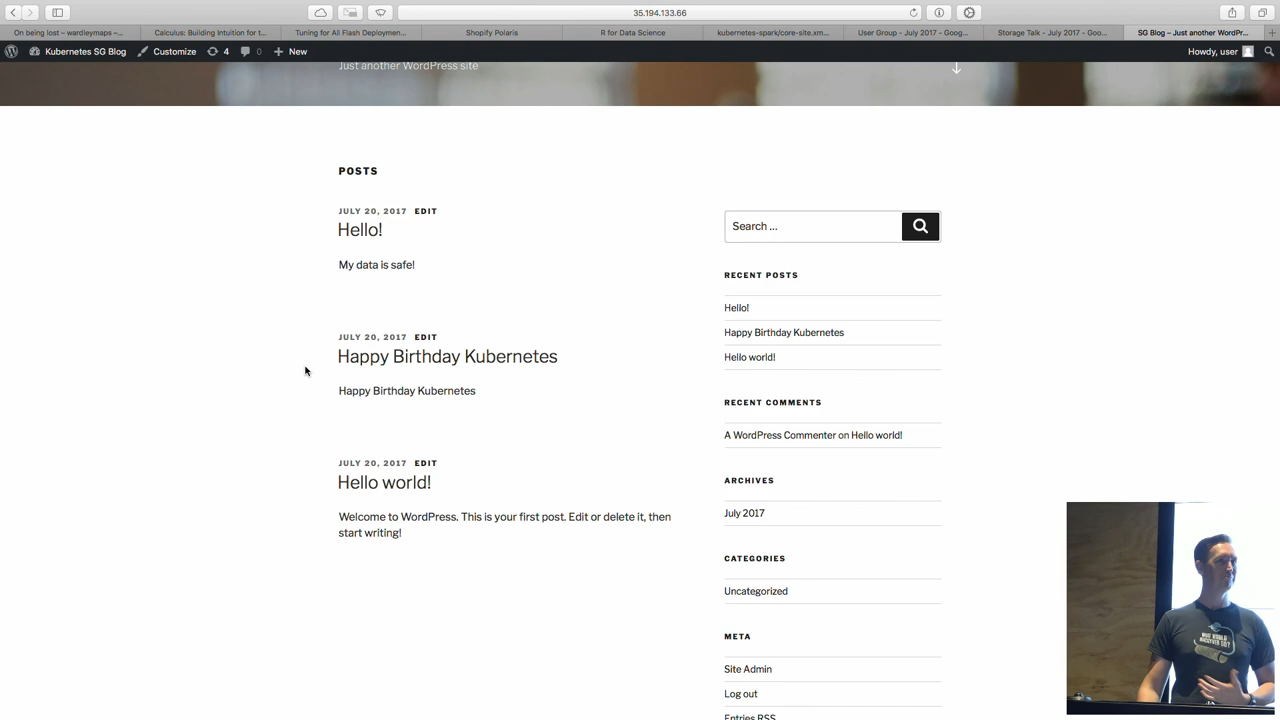 35.194.133.66
On being lost – wardleymaps –...
Calculus: Building Intuition for t...
Tuning for All Flash Deploymen...
Shopify Polaris
R for Data Science
kubernetes-spark/core-site.xm...
User Group - July 2017 - Goog...
Storage Talk - July 2017 - Goo...
SG Blog – Just another WordPr...
Kubernetes SG Blog
Customize
4
0
New
Howdy, user
Just another WordPress site
POSTS
JULY 20, 2017 EDIT
Hello!
My data is safe!
JULY 20, 2017 EDIT
Happy Birthday Kubernetes
Happy Birthday Kubernetes
JULY 20, 2017 EDIT
Hello world!
Welcome to WordPress. This is your first post. Edit or delete it, then
start writing!
Search ...
RECENT POSTS
Hello!
Happy Birthday Kubernetes
Hello world!
RECENT COMMENTS
A WordPress Commenter on Hello world!
ARCHIVES
July 2017
CATEGORIES
Uncategorized
META
Site Admin
Log out
Entries RSS
WHAT WOULD
MACGYVER DO?